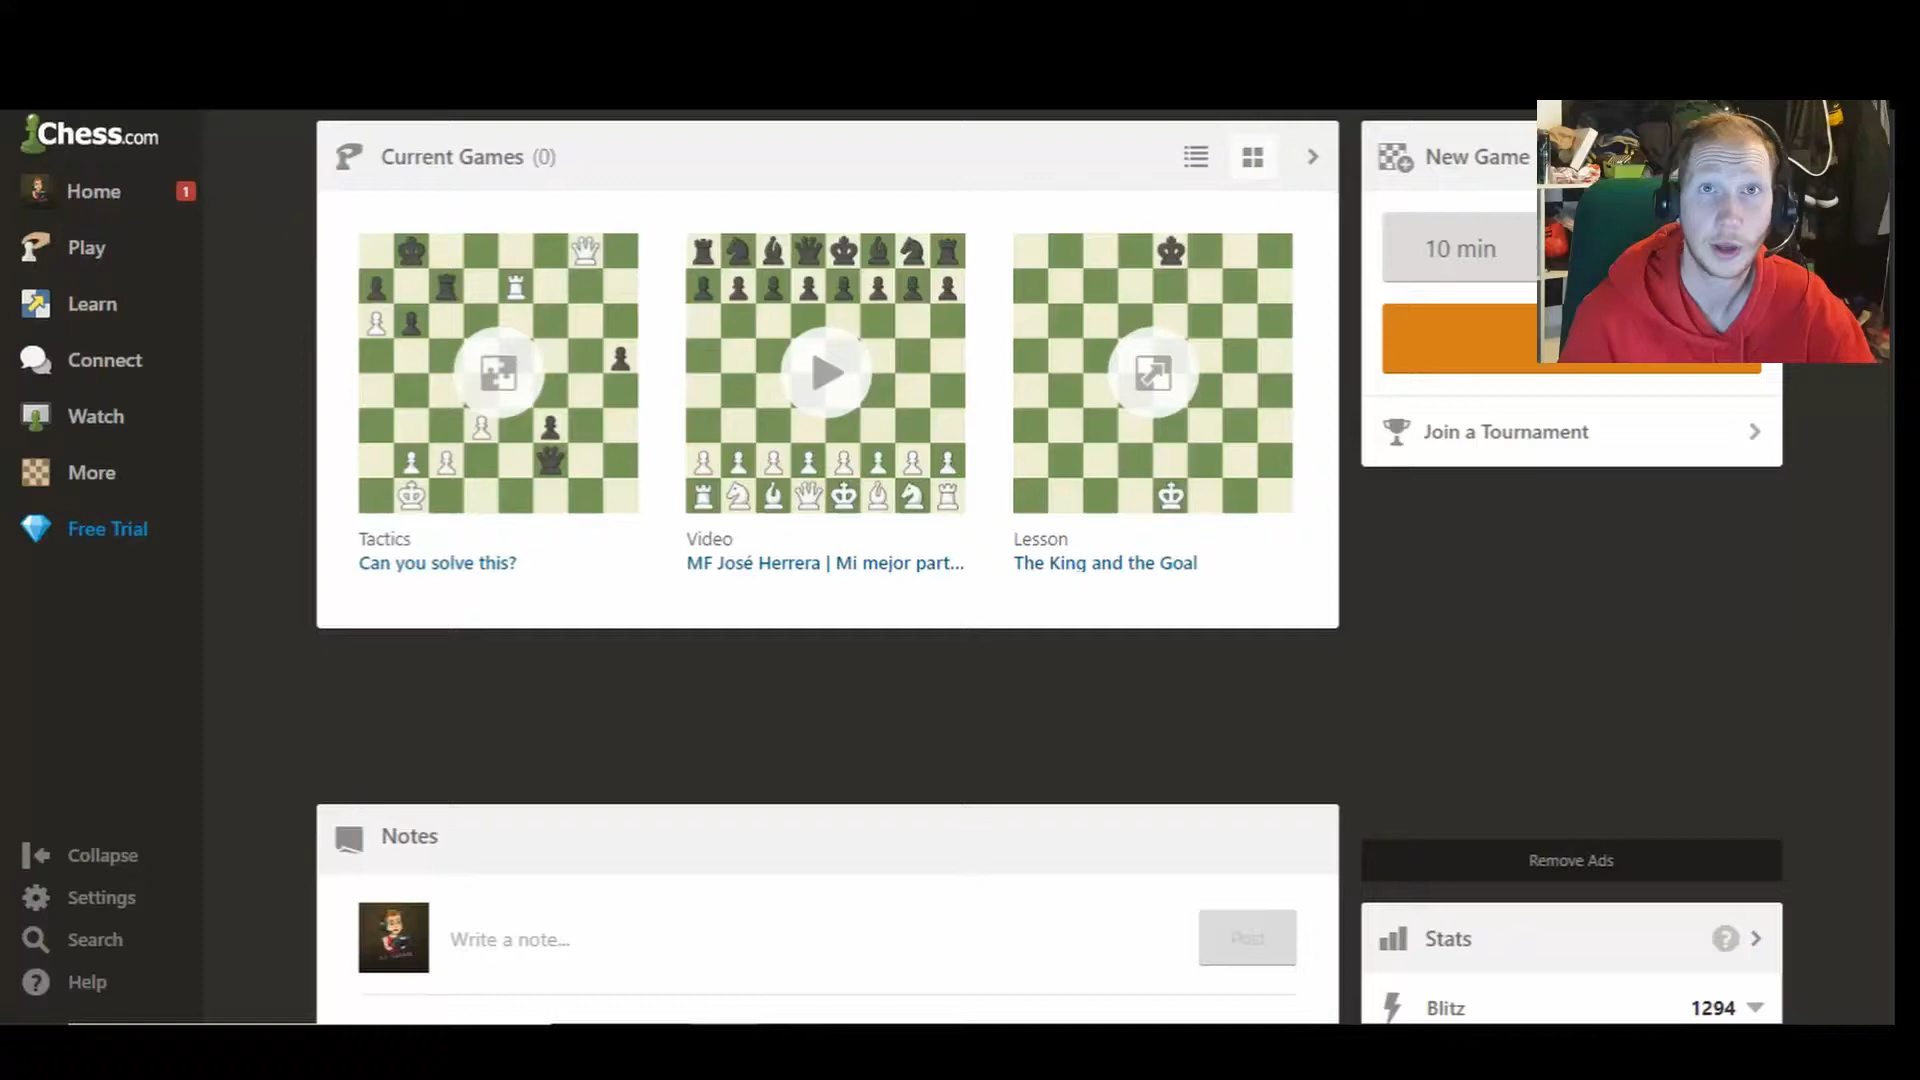 Chess.com
Home 1
Play
Learn
Connect
Watch
More
Free Trial
Collapse
Settings
Search
Help
Current Games (0)
Tactics
Can you solve this?
Video
MF José Herrera | Mi mejor part...
Lesson
The King and the Goal
Notes
Write a note...
Post
New Game
10 min
Join a Tournament
Remove Ads
Stats
?
Blitz 1294